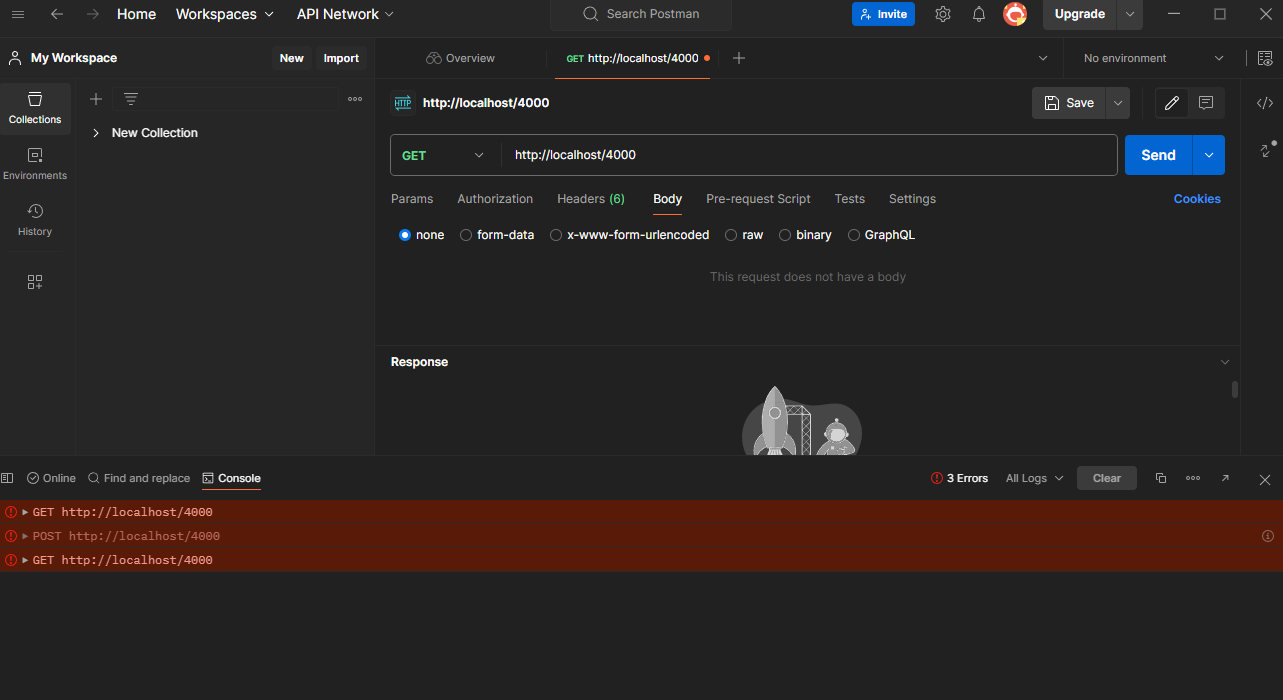 Home Workspaces API Network Search Postman Invite Upgrade
My Workspace New Import Overview GET http://localhost/4000 No environment
Collections
New Collection
Environments
History
HTTP http://localhost/4000 Save
GET http://localhost/4000 Send
Params Authorization Headers (6) Body Pre-request Script Tests Settings Cookies
none form-data x-www-form-urlencoded raw binary GraphQL
This request does not have a body
Response
Online Find and replace Console 3 Errors All Logs Clear
GET http://localhost/4000
POST http://localhost/4000
GET http://localhost/4000